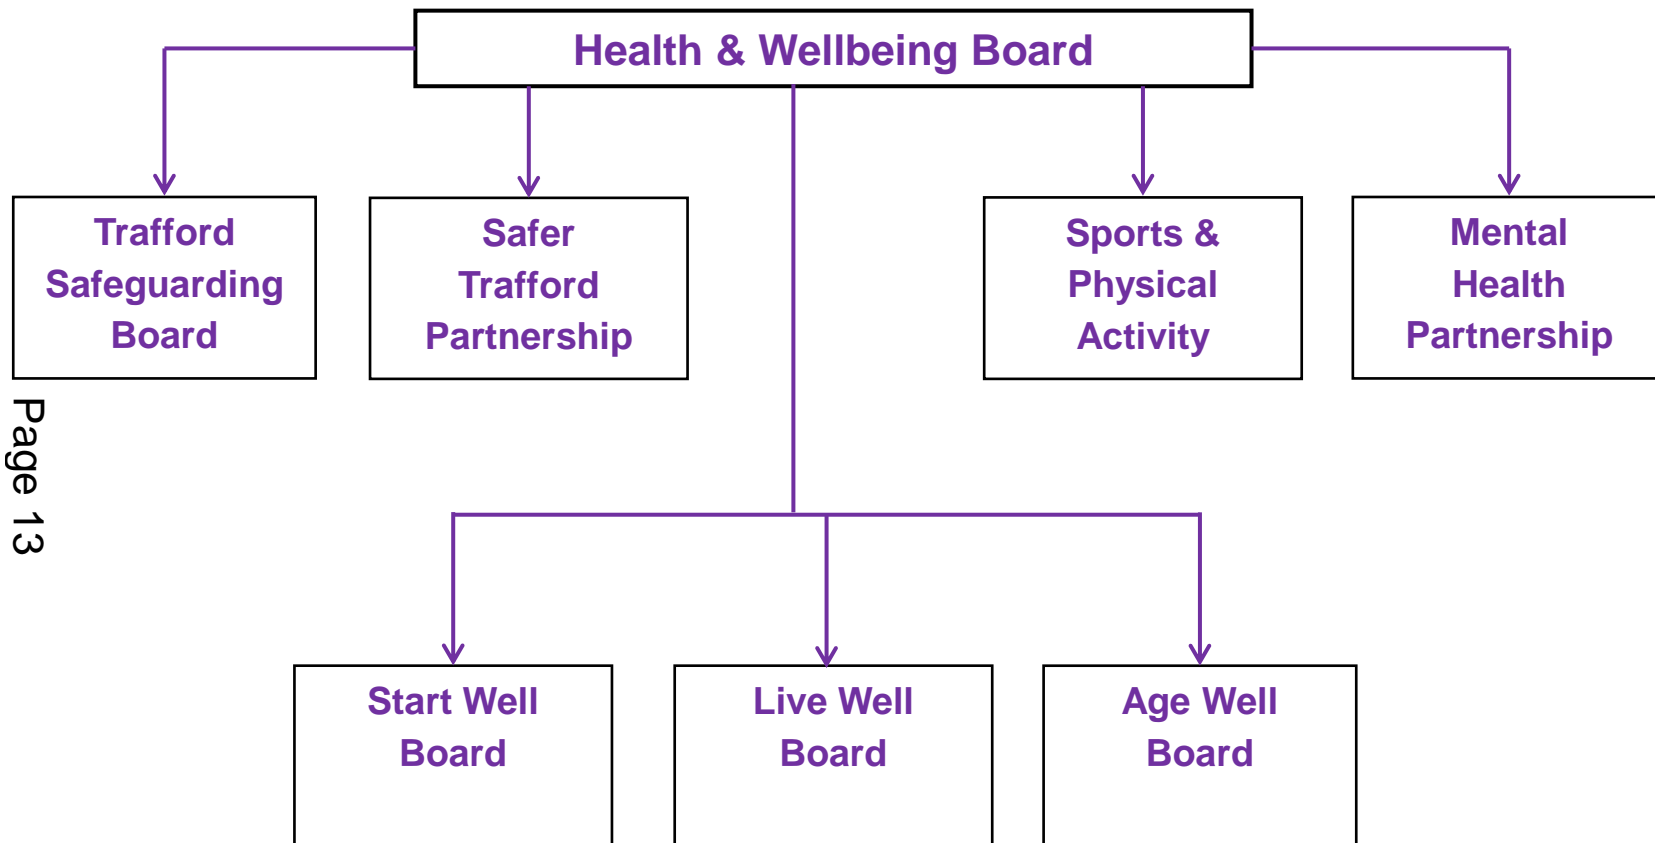 Health & Wellbeing Board
Trafford
Safeguarding
Board
Safer
Trafford
Partnership
Sports &
Physical
Activity
Mental
Health
Partnership
Page 13
Start Well
Board
Live Well
Board
Age Well
Board